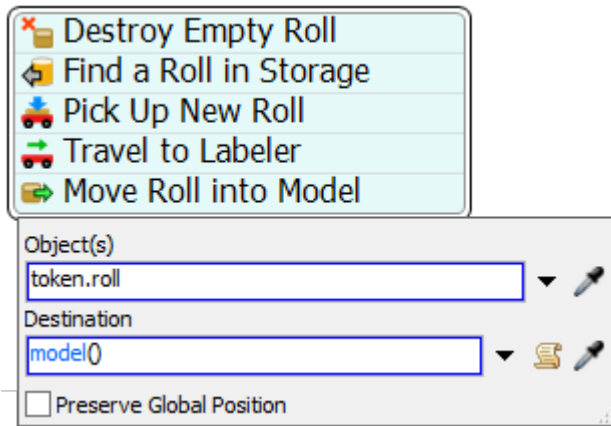 Destroy Empty Roll
Find a Roll in Storage
Pick Up New Roll
Travel to Labeler
Move Roll into Model
Object(s)
token.roll
Destination
model()
Preserve Global Position